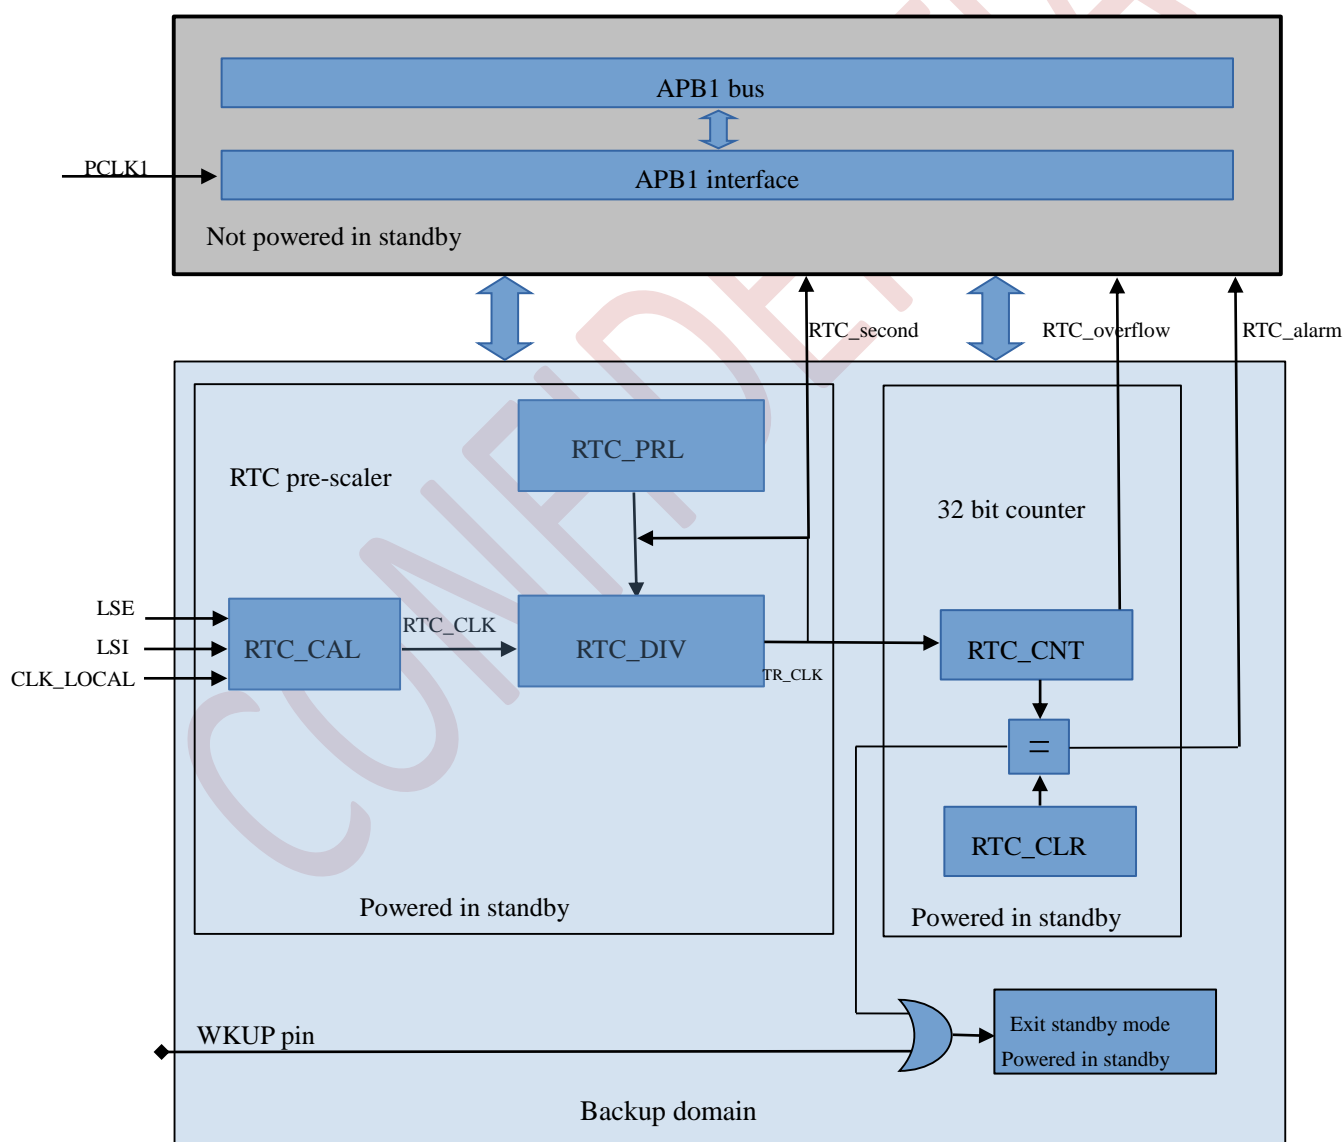 APB1 bus
PCLK1
APB1 interface
Not powered in standby
RTC_second
RTC_overflow
RTC_alarm
RTC_PRL
RTC pre-scaler
32 bit counter
LSE
LSI
CLK_LOCAL
RTC_CAL
RTC_CLK
RTC_DIV
TR_CLK
RTC_CNT
=
RTC_CLR
Powered in standby
Powered in standby
WKUP pin
Exit standby mode
Powered in standby
Backup domain
CONFIDENTIAL